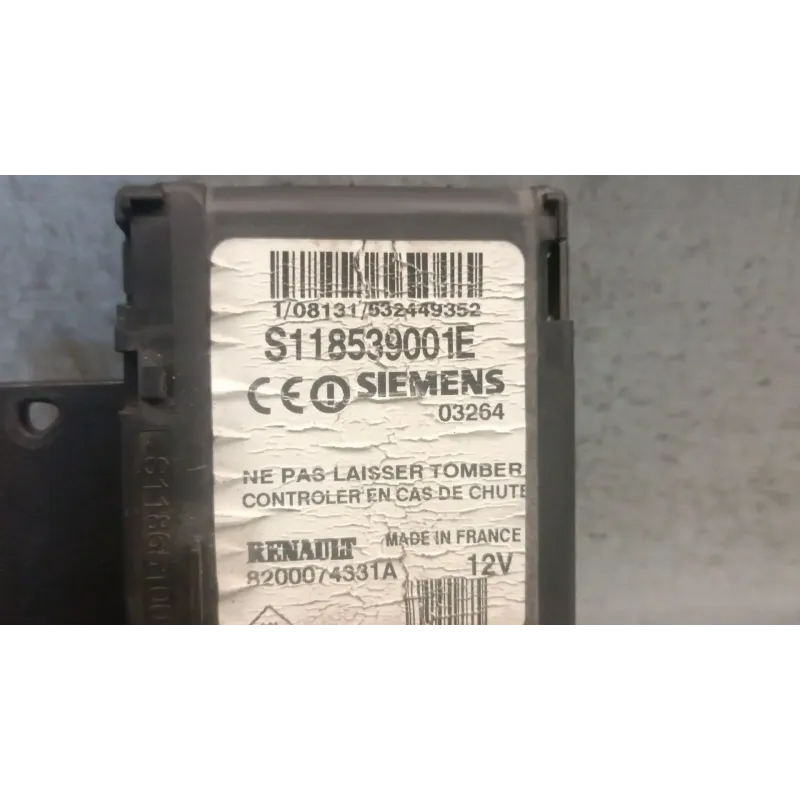 1/08131/532449352
S118539001E
CE SIEMENS
03264
NE PAS LAISSER TOMBER
CONTROLER EN CAS DE CHUTE
RENAULT MADE IN FRANCE
8200074331A 12V